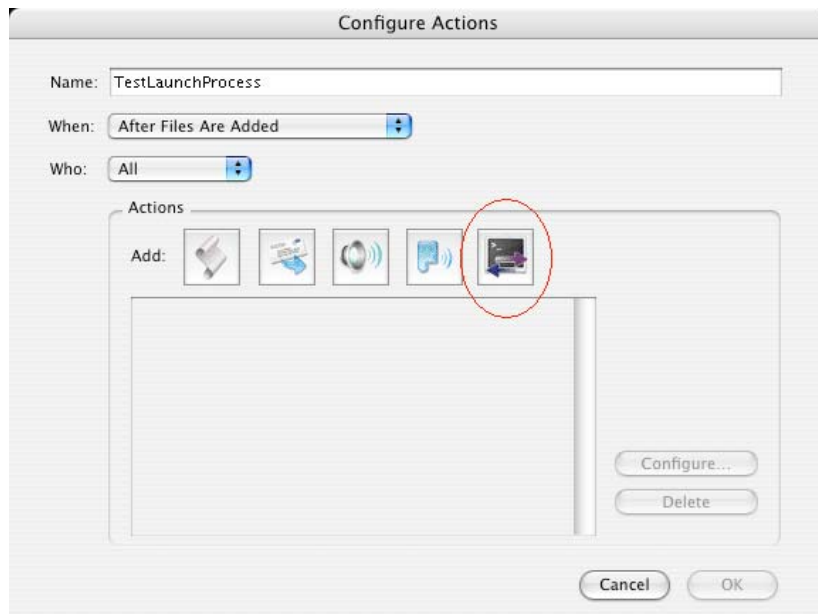 Configure Actions
Name: TestLaunchProcess
When: After Files Are Added
Who: All
Actions
Add:
Configure...
Delete
Cancel OK